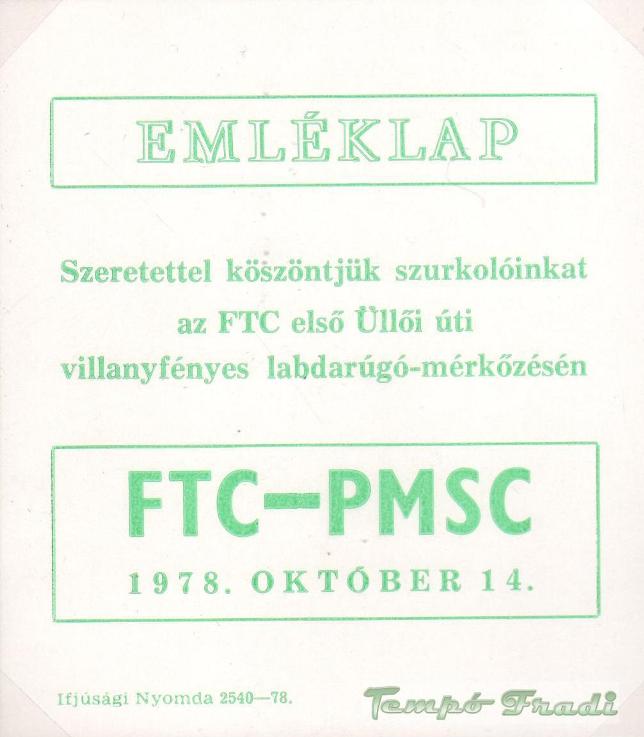 EMLÉKLAP
Szeretettel köszöntjük szurkolóinkat
az FTC első Üllői úti
villanyfényes labdarúgó-mérkőzésén
FTC—PMSC
1978. OKTÓBER 14.
Ifjúsági Nyomda 2540—78.
Tempó Fradi